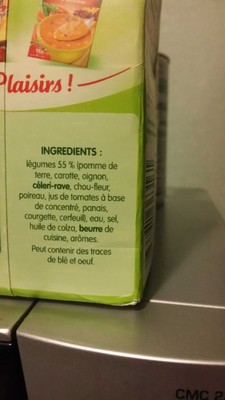 Plaisirs !
INGREDIENTS :
légumes 55 % (pomme de
terre, carotte, oignon,
céleri-rave, chou-fleur,
poireau, jus de tomates à base
de concentré, panais,
courgette, cerfeuil), eau, sel,
huile de colza, beurre de
cuisine, arômes.
Peut contenir des traces
de blé et oeuf.
CMC 2